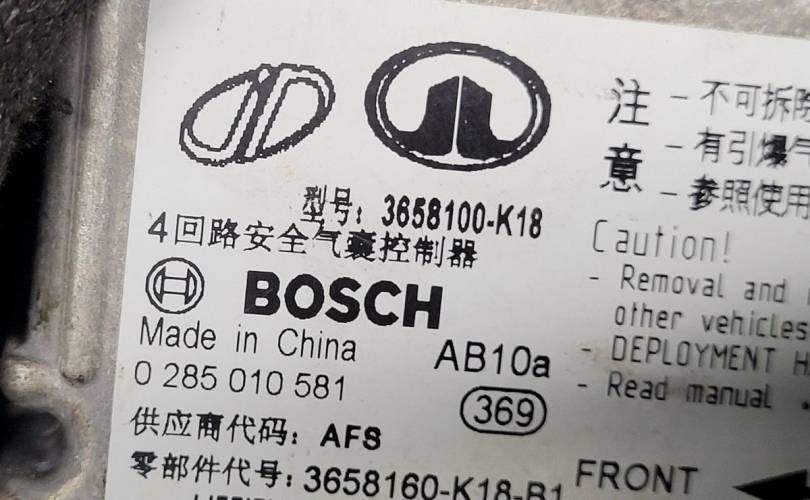 型号: 3658100-K18
4回路安全气囊控制器
BOSCH
Made in China
AB10a
0 285 010 581
369
供应商代码: AFS
零部件代号: 3658160-K18-B1
注意
- 不可拆除
- 有引爆气
- 参照使用
Caution!
- Removal and
other vehicles
- DEPLOYMENT H
- Read manual
FRONT